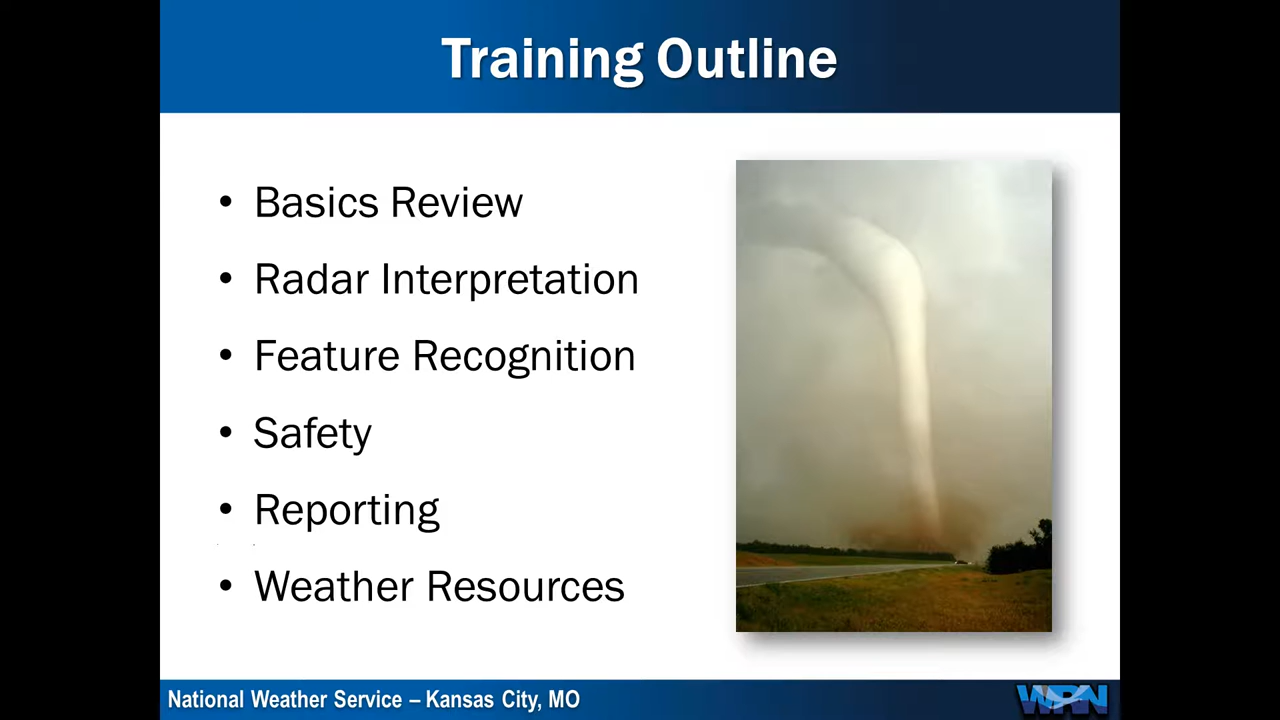 Training Outline
• Basics Review
• Radar Interpretation
• Feature Recognition
• Safety
• Reporting
• Weather Resources
National Weather Service – Kansas City, MO
WRN